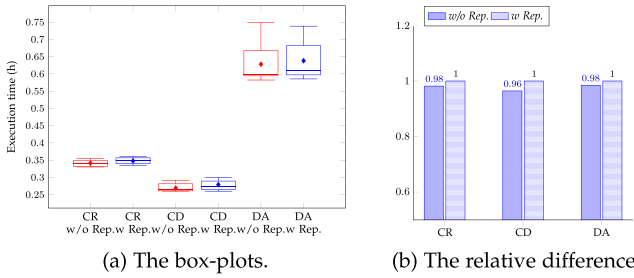 Execution time (h)
0.75
0.7
0.65
0.6
0.55
0.5
0.45
0.4
0.35
0.3
0.25
CR CR CD CD DA DA
w/o Rep. w Rep. w/o Rep. w Rep. w/o Rep. w Rep.
(a) The box-plots.
w/o Rep. w Rep.
1.2
1
0.8
0.6
0.98 1 0.96 1 0.98 1
CR CD DA
(b) The relative difference